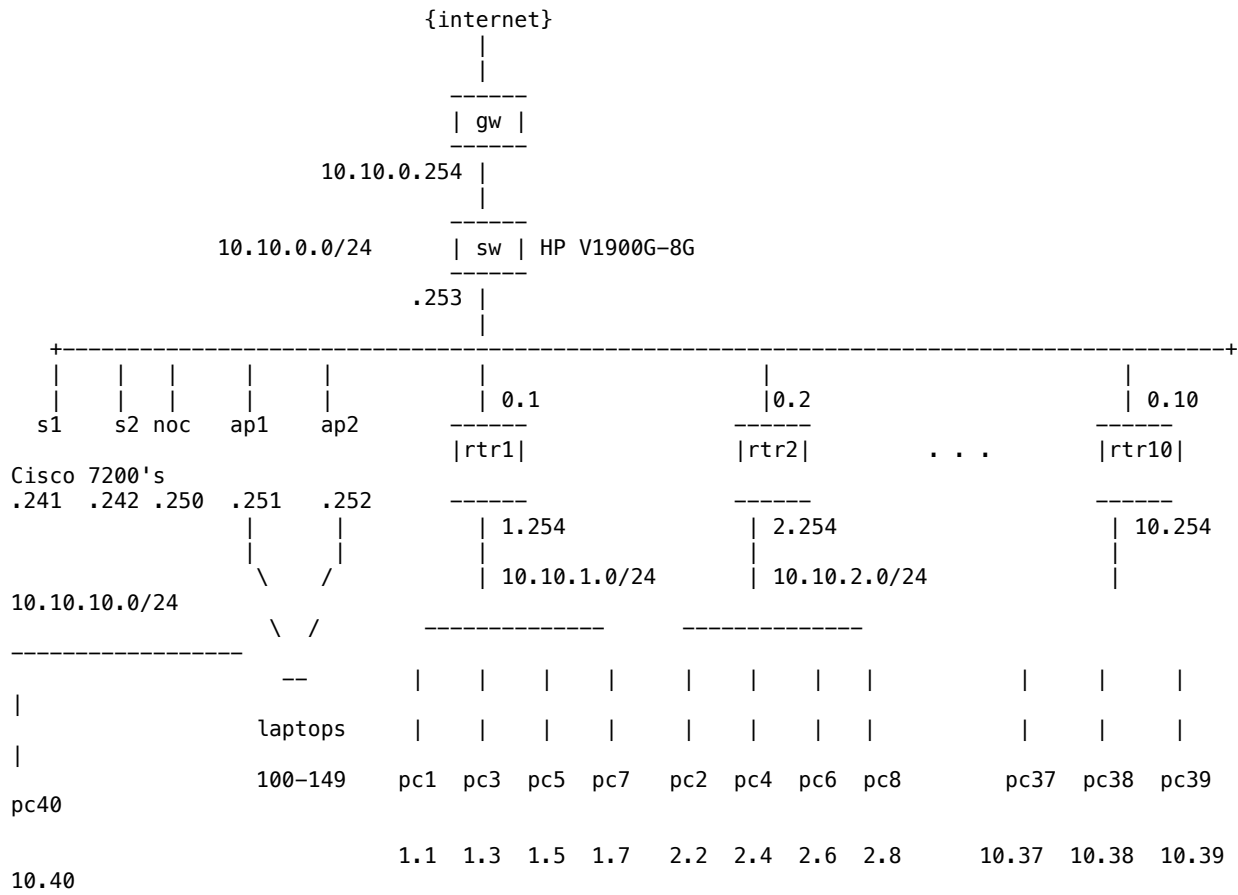 {internet}
|
|
------
| gw |
------
10.10.0.254 |
|
------
10.10.0.0/24 | sw | HP V1900G-8G
------
.253 |
|
+------------------------------------------------------------------------------------------+
| | | | | | | |
| | | | | | 0.1 |0.2 | 0.10
s1 s2 noc ap1 ap2 ------ ------ ------
|rtr1| |rtr2| . . . |rtr10|
Cisco 7200's
.241 .242 .250 .251 .252 ------ ------ ------
| | | 1.254 | 2.254 | 10.254
| | | | |
\ / | 10.10.1.0/24 | 10.10.2.0/24 |
10.10.10.0/24
\ / -------------- --------------
------------------
-- | | | | | | | | | | |
|
laptops | | | | | | | | | | |
|
100-149 pc1 pc3 pc5 pc7 pc2 pc4 pc6 pc8 pc37 pc38 pc39
pc40
1.1 1.3 1.5 1.7 2.2 2.4 2.6 2.8 10.37 10.38 10.39
10.40